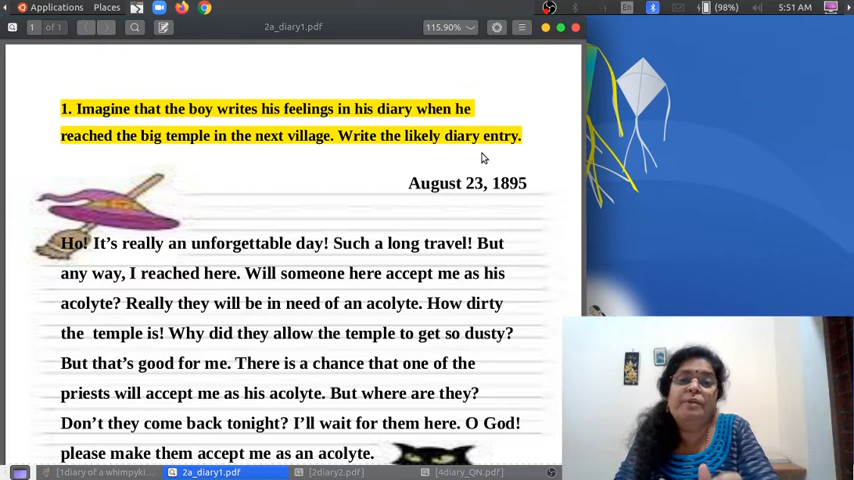 Applications Places En (98%) 5:51 AM
1 of 1 2a_diary1.pdf 115.90%
1. Imagine that the boy writes his feelings in his diary when he
reached the big temple in the next village. Write the likely diary entry.
August 23, 1895
Ho! It's really an unforgettable day! Such a long travel! But
any way, I reached here. Will someone here accept me as his
acolyte? Really they will be in need of an acolyte. How dirty
the temple is! Why did they allow the temple to get so dusty?
But that's good for me. There is a chance that one of the
priests will accept me as his acolyte. But where are they?
Don't they come back tonight? I'll wait for them here. O God!
please make them accept me as an acolyte.
[1diary of a whimpyki... 2a_diary1.pdf [2diary2.pdf] [4diary_QN.pdf]